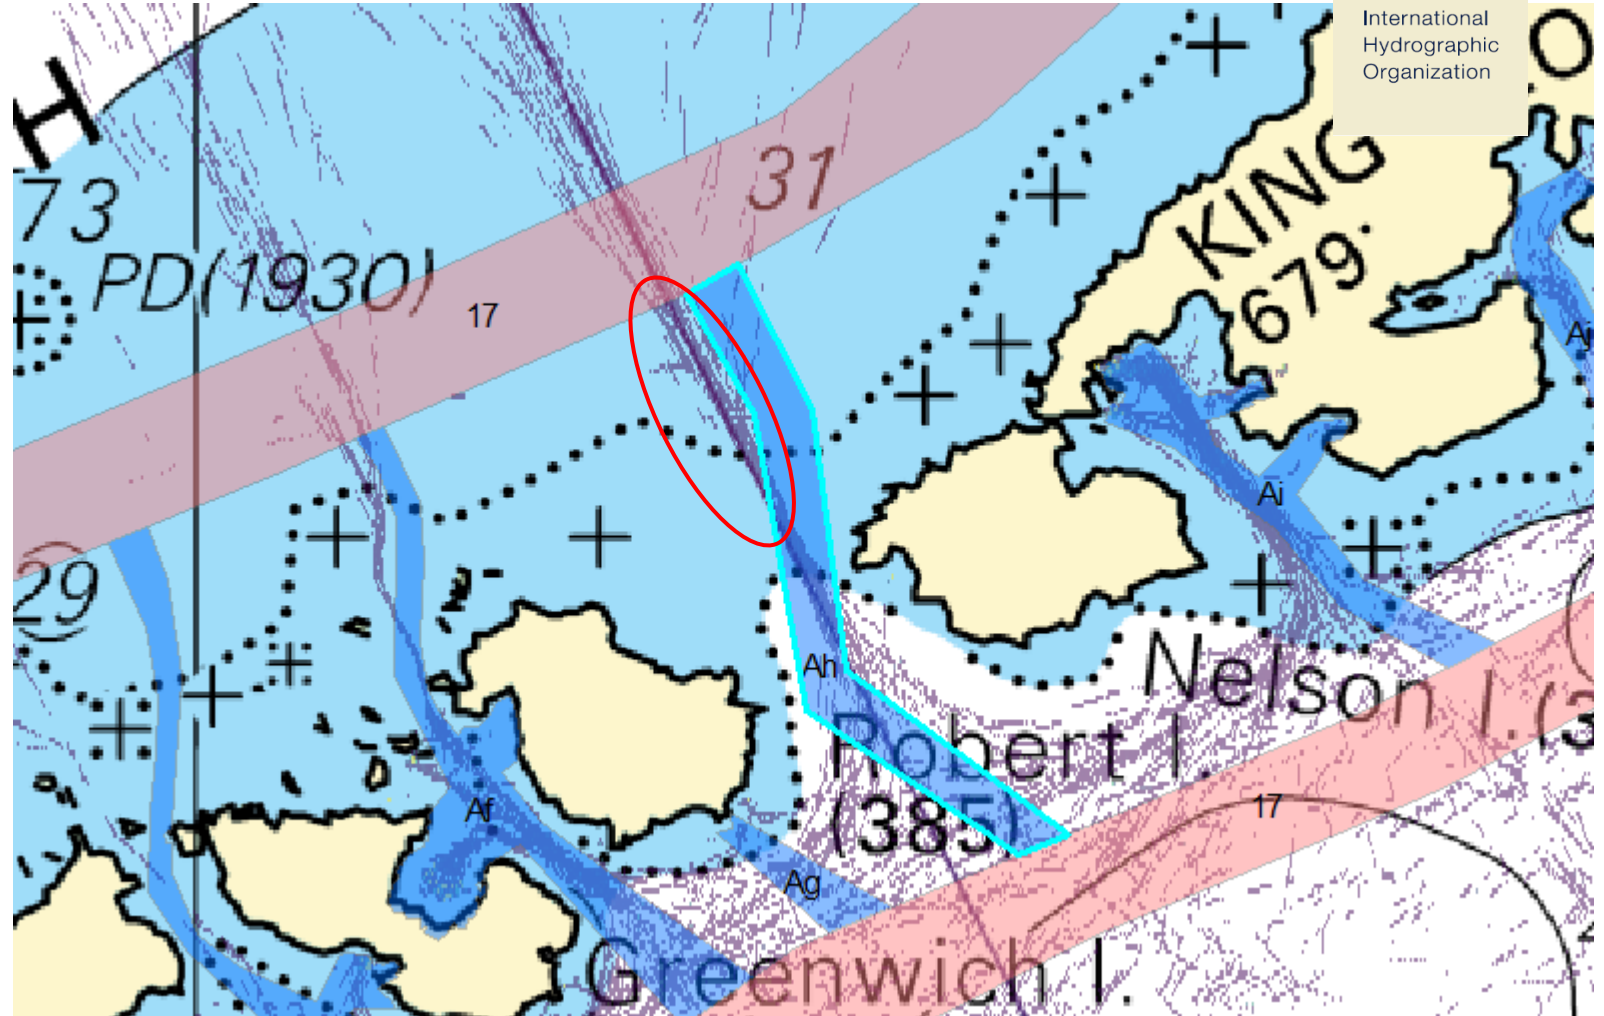 International
Hydrographic
Organization
H
O
73
31
KING
679
PD(1930)
17
Aj
Ai
29
Ah
Nelson I.(3
Robert I.
(385)
17
Af
Ag
Greenwich I.